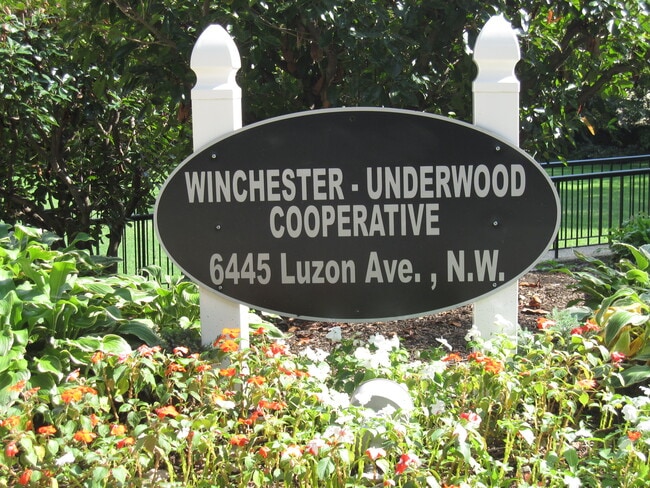 WINCHESTER - UNDERWOOD
COOPERATIVE
6445 Luzon Ave. , N.W.